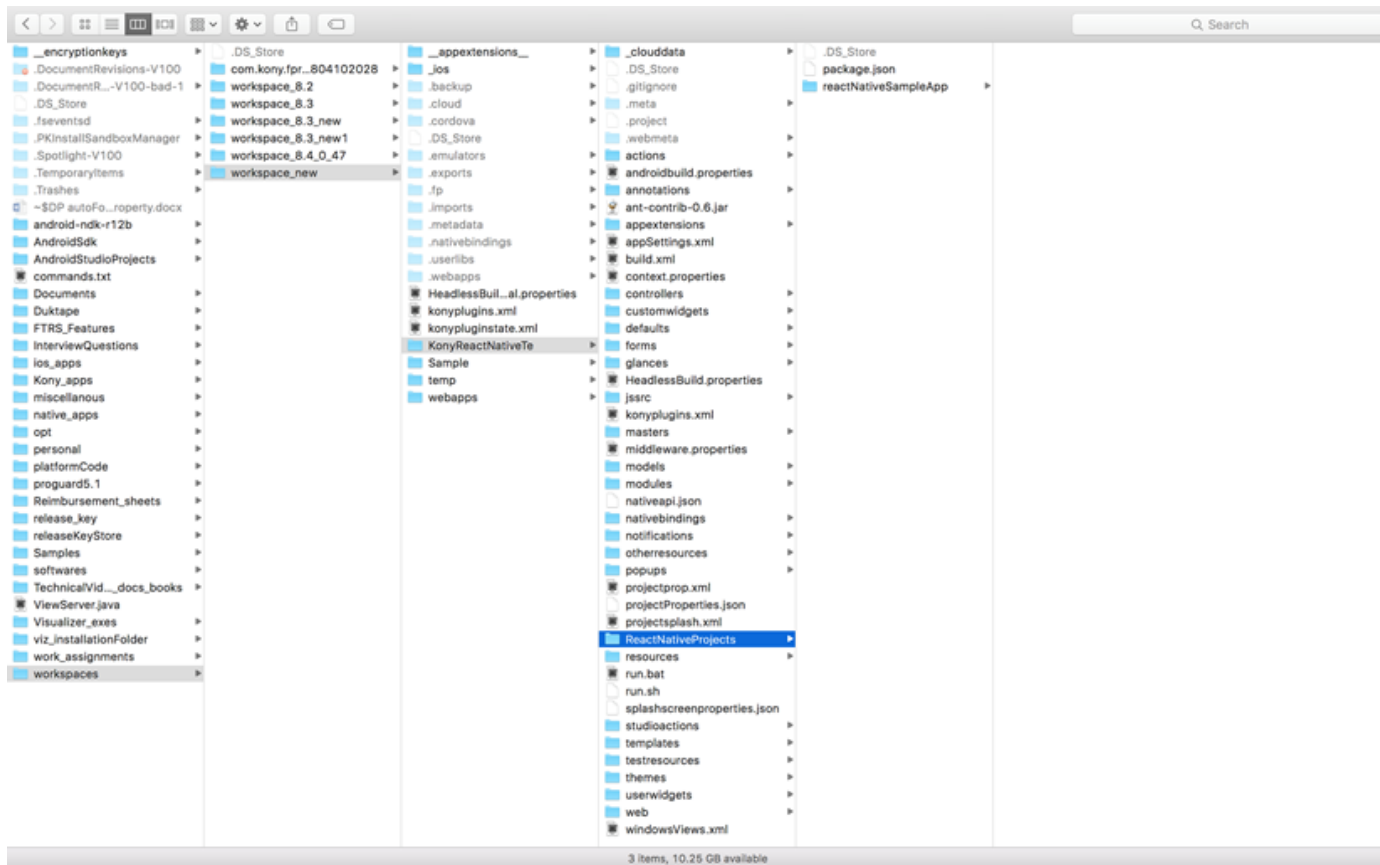 Search
__encryptionkeys
.DocumentRevisions-V100
.DocumentR...-V100-bad-1
.DS_Store
.fseventsd
.PKInstallSandboxManager
.Spotlight-V100
.TemporaryItems
.Trashes
~$DP autoFo...roperty.docx
android-ndk-r12b
AndroidSdk
AndroidStudioProjects
commands.txt
Documents
Duktape
FTRS_Features
InterviewQuestions
ios_apps
Kony_apps
miscellanous
native_apps
opt
personal
platformCode
proguard5.1
Reimbursement_sheets
release_key
releaseKeyStore
Samples
softwares
TechnicalVid..._docs_books
ViewServer.java
Visualizer_exes
viz_installationFolder
work_assignments
workspaces
.DS_Store
com.kony.fpr...804102028
workspace_8.2
workspace_8.3
workspace_8.3_new
workspace_8.3_new1
workspace_8.4_0_47
workspace_new
__appextensions__
_ios
.backup
.cloud
.cordova
.DS_Store
.emulators
.exports
.fp
.imports
.metadata
.nativebindings
.userlibs
.webapps
HeadlessBuil...al.properties
konyplugins.xml
konypluginstate.xml
KonyReactNativeTe
Sample
temp
webapps
_clouddata
.DS_Store
.gitignore
.meta
.project
.webmeta
actions
androidbuild.properties
annotations
ant-contrib-0.6.jar
appextensions
appSettings.xml
build.xml
context.properties
controllers
customwidgets
defaults
forms
glances
HeadlessBuild.properties
jssrc
konyplugins.xml
masters
middleware.properties
models
modules
nativeapi.json
nativebindings
notifications
otherresources
popups
projectprop.xml
projectProperties.json
projectsplash.xml
ReactNativeProjects
resources
run.bat
run.sh
splashscreenproperties.json
studioactions
templates
testresources
themes
userwidgets
web
windowsViews.xml
.DS_Store
package.json
reactNativeSampleApp
3 items, 10.25 GB available